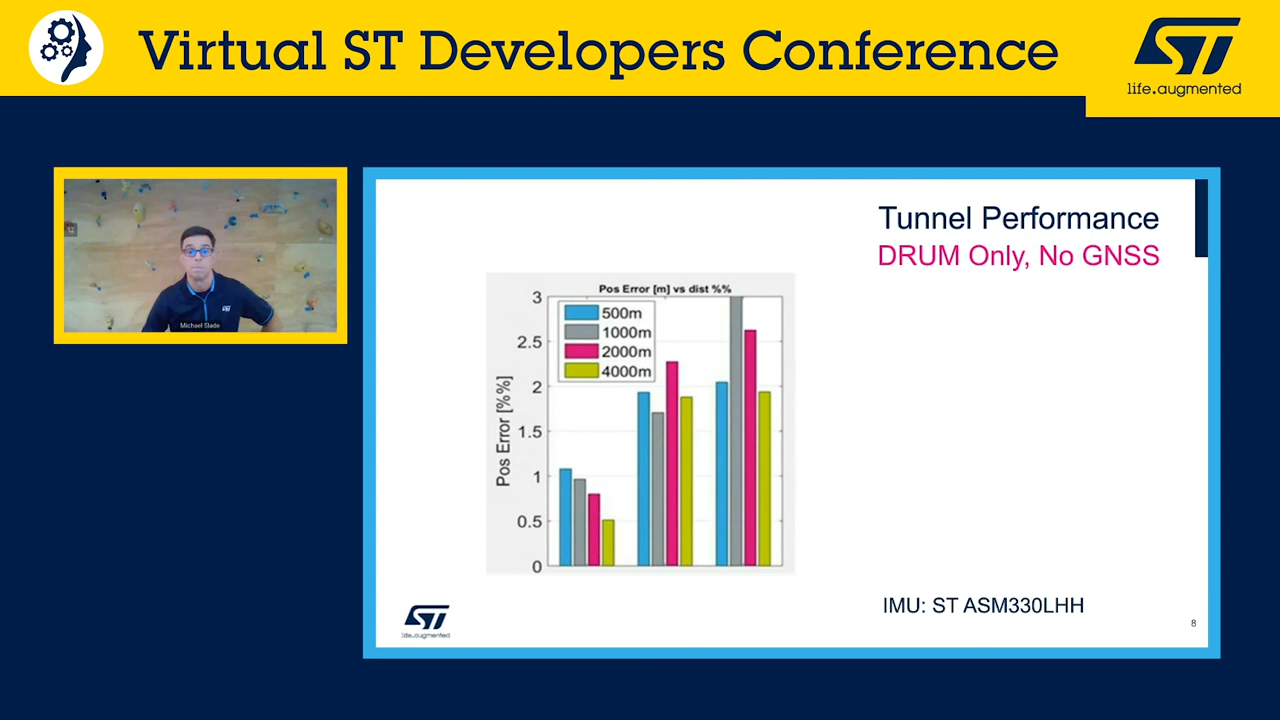 Virtual ST Developers Conference
ST
life.augmented
Michael Slade
Tunnel Performance
DRUM Only, No GNSS
Pos Error [m] vs dist %%
Pos Error [%%]
3
2.5
2
1.5
1
0.5
0
500m
1000m
2000m
4000m
IMU: ST ASM330LHH
ST
life.augmented
8